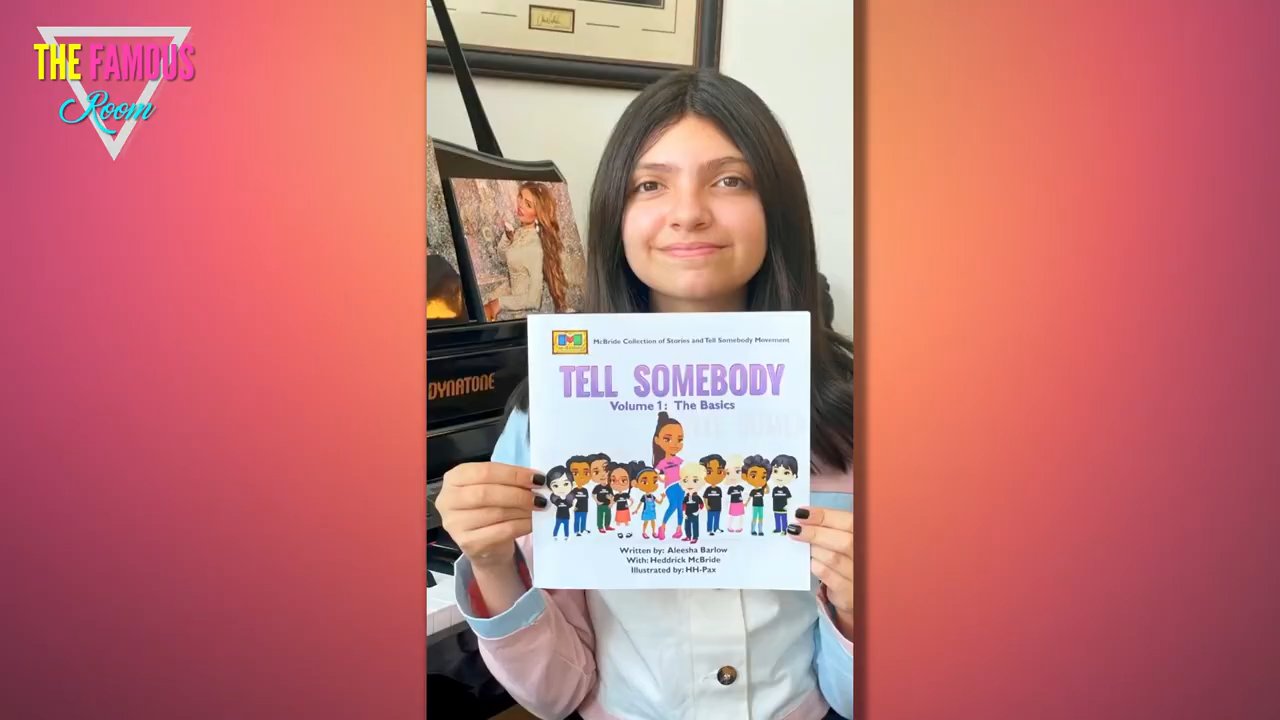 THE FAMOUS
Room
DYNATONE
McBride Collection of Stories and Tell Somebody Movement
TELL SOMEBODY
Volume 1: The Basics
Written by: Aleesha Barlow
With: Heddrick McBride
Illustrated by: HH-Pax